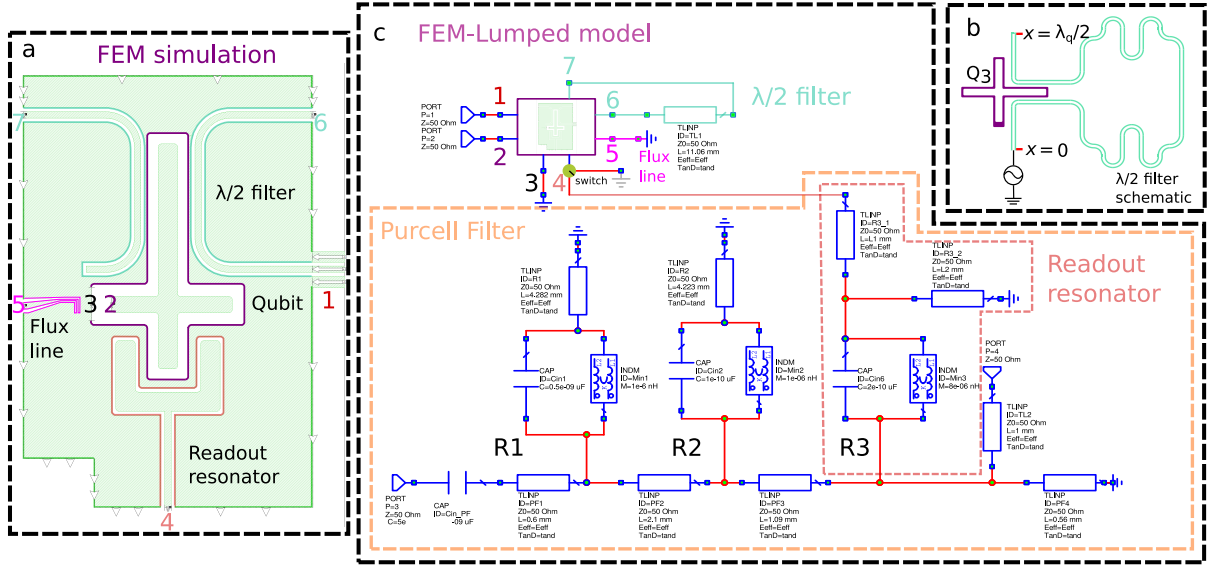 a
FEM simulation
7
6
λ/2 filter
5
3
2
Qubit
1
Flux
line
Readout
resonator
4
c
FEM-Lumped model
7
PORT
P=1
Z=50 Ohm
1
PORT
P=2
Z=50 Ohm
2
6
λ/2 filter
TLINP
ID=TL1
Z0=50 Ohm
L=11.06 mm
Eeff=Eeff
TanD=tand
5
Flux
line
3
4
switch
b
x = λq/2
Q3
x = 0
λ/2 filter
schematic
Purcell Filter
Readout
resonator
TLINP
ID=R1
Z0=50 Ohm
L=4.282 mm
Eeff=Eeff
TanD=tand
TLINP
ID=R2
Z0=50 Ohm
L=4.223 mm
Eeff=Eeff
TanD=tand
TLINP
ID=R3_1
Z0=50 Ohm
L=L1 mm
Eeff=Eeff
TanD=tand
TLINP
ID=R3_2
Z0=50 Ohm
L=L2 mm
Eeff=Eeff
TanD=tand
CAP
ID=Cin1
C=0.5e-09 uF
INDM
ID=Min1
M=1e-6 nH
CAP
ID=Cin2
C=1e-10 uF
INDM
ID=Min2
M=1e-06 nH
CAP
ID=Cin6
C=2e-10 uF
INDM
ID=Min3
M=8e-06 nH
PORT
P=4
Z=50 Ohm
TLINP
ID=TL2
Z0=50 Ohm
L=1 mm
Eeff=Eeff
TanD=tand
R1
R2
R3
PORT
P=3
Z=50 Ohm
C=5e
CAP
ID=Cin_PF
-09 uF
TLINP
ID=PF1
Z0=50 Ohm
L=0.6 mm
Eeff=Eeff
TanD=tand
TLINP
ID=PF2
Z0=50 Ohm
L=2.1 mm
Eeff=Eeff
TanD=tand
TLINP
ID=PF3
Z0=50 Ohm
L=1.09 mm
Eeff=Eeff
TanD=tand
TLINP
ID=PF4
Z0=50 Ohm
L=0.56 mm
Eeff=Eeff
TanD=tand